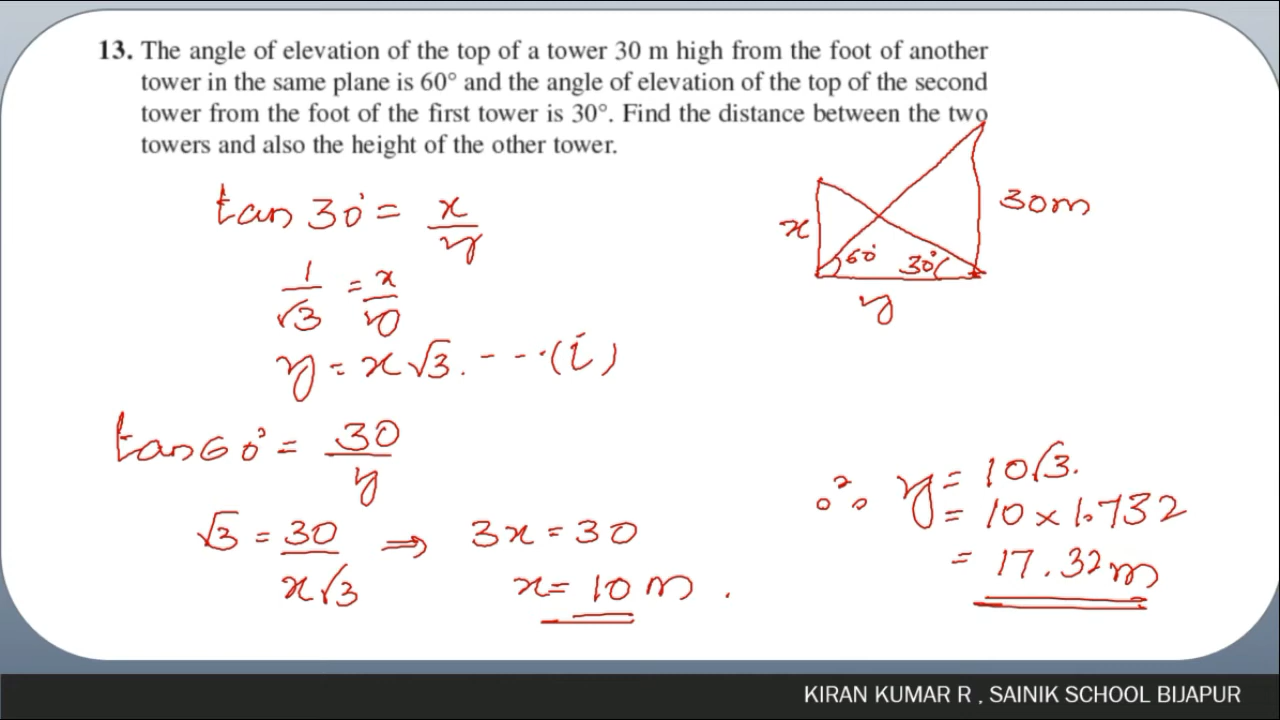 13. The angle of elevation of the top of a tower 30 m high from the foot of another
tower in the same plane is 60° and the angle of elevation of the top of the second
tower from the foot of the first tower is 30°. Find the distance between the two
towers and also the height of the other tower.
tan 30° = x/y
1/√3 = x/y
y = x√3. ---·(i)
tan 60° = 30/y
√3 = 30/x√3 ⇒ 3x = 30
x = 10 m.
x
60°
30°
30m
y
∴ y = 10√3.
= 10 × 1.732
= 17.32m
KIRAN KUMAR R , SAINIK SCHOOL BIJAPUR